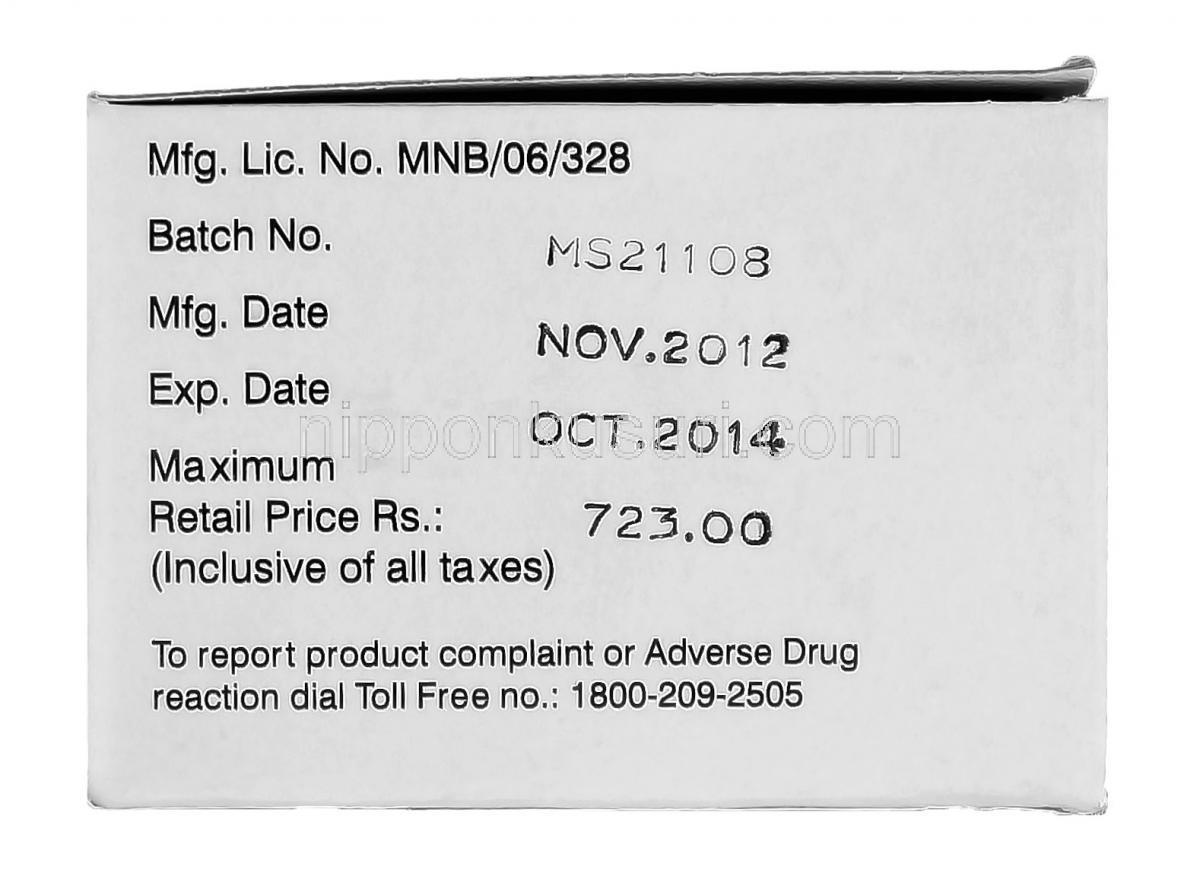 Mfg. Lic. No. MNB/06/328
Batch No. MS21108
Mfg. Date NOV.2012
Exp. Date OCT.2014
nipponkusuri.com
Maximum
Retail Price Rs.: 723.00
(Inclusive of all taxes)
To report product complaint or Adverse Drug
reaction dial Toll Free no.: 1800-209-2505